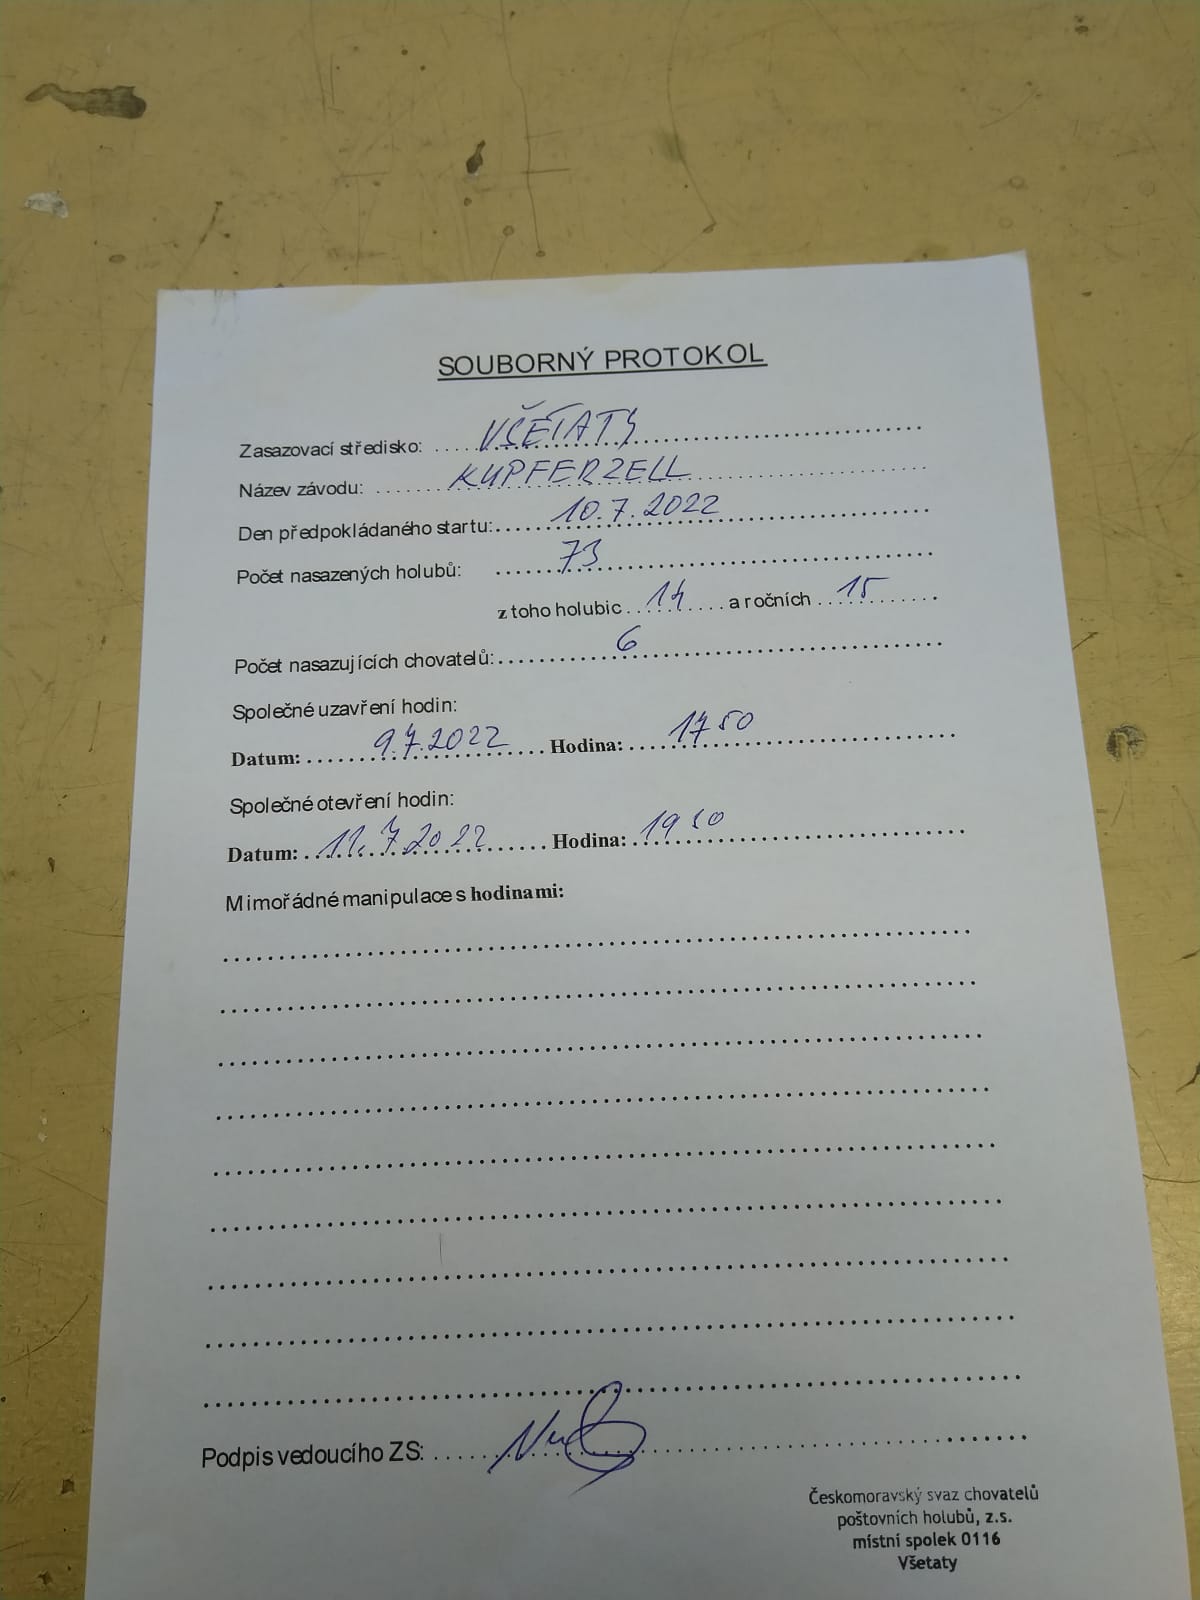 SOUBORNÝ PROTOKOL
Zasazovací středisko: VŠETATY
Název závodu: KUPFERZELL
Den předpokládaného startu: 10.7.2022
Počet nasazených holubů: 73
z toho holubic 14 a ročních 15
Počet nasazujících chovatelů: 6
Společné uzavření hodin:
Datum: 9.7.2022 Hodina: 17 50
Společné otevření hodin:
Datum: 11.7.2022 Hodina:
Mimořádné manipulace s hodinami:
Podpis vedoucího ZS:
Českomoravský svaz chovatelů
poštovních holubů, z.s.
místní spolek 0116
Všetaty